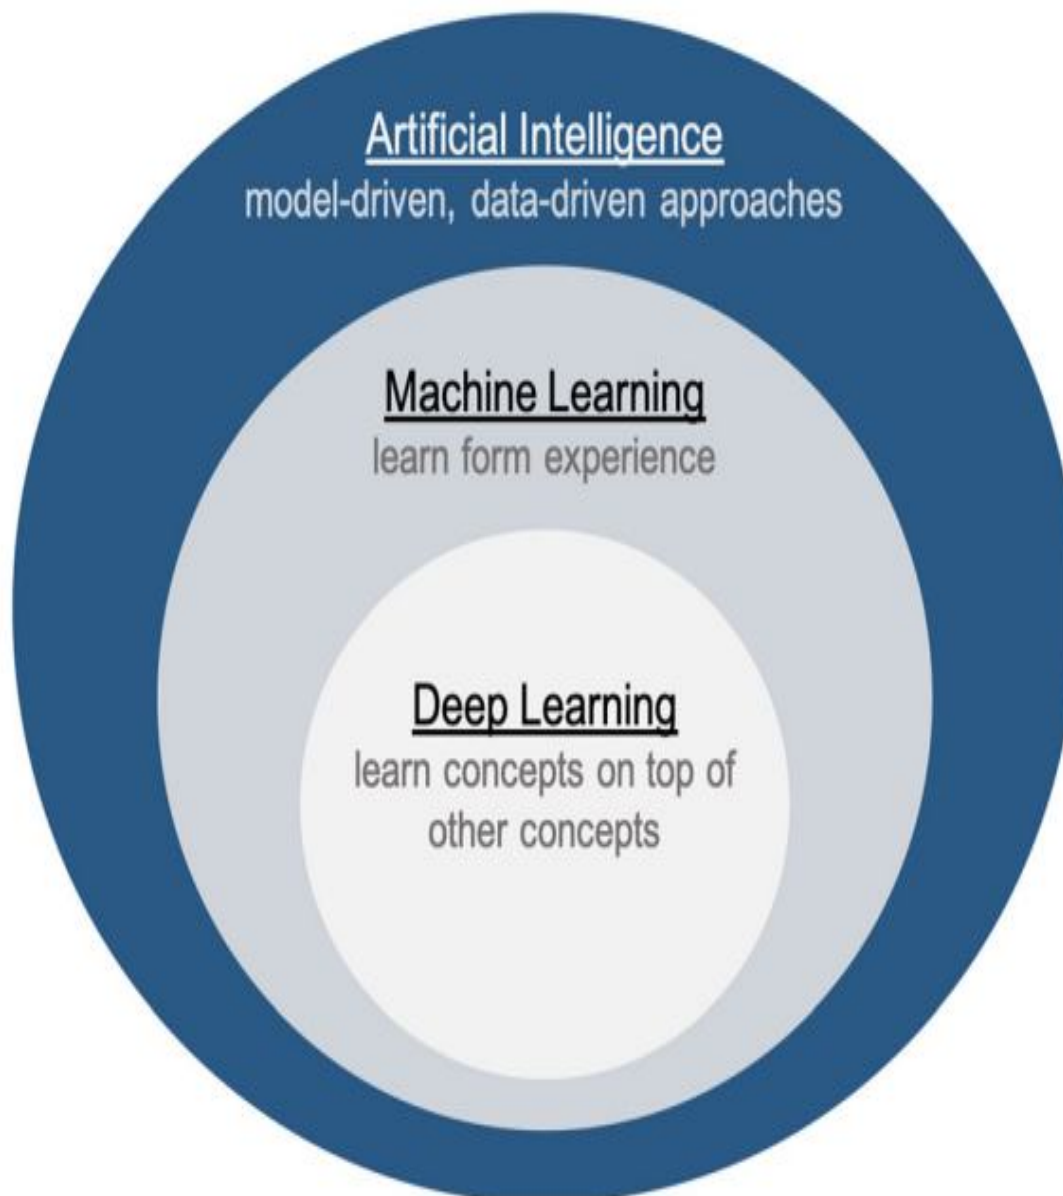 Artificial Intelligence
model-driven, data-driven approaches
Machine Learning
learn form experience
Deep Learning
learn concepts on top of
other concepts